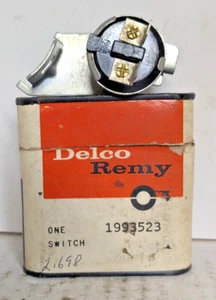 Delco
Remy
ONE 1993523
SWITCH
2.698